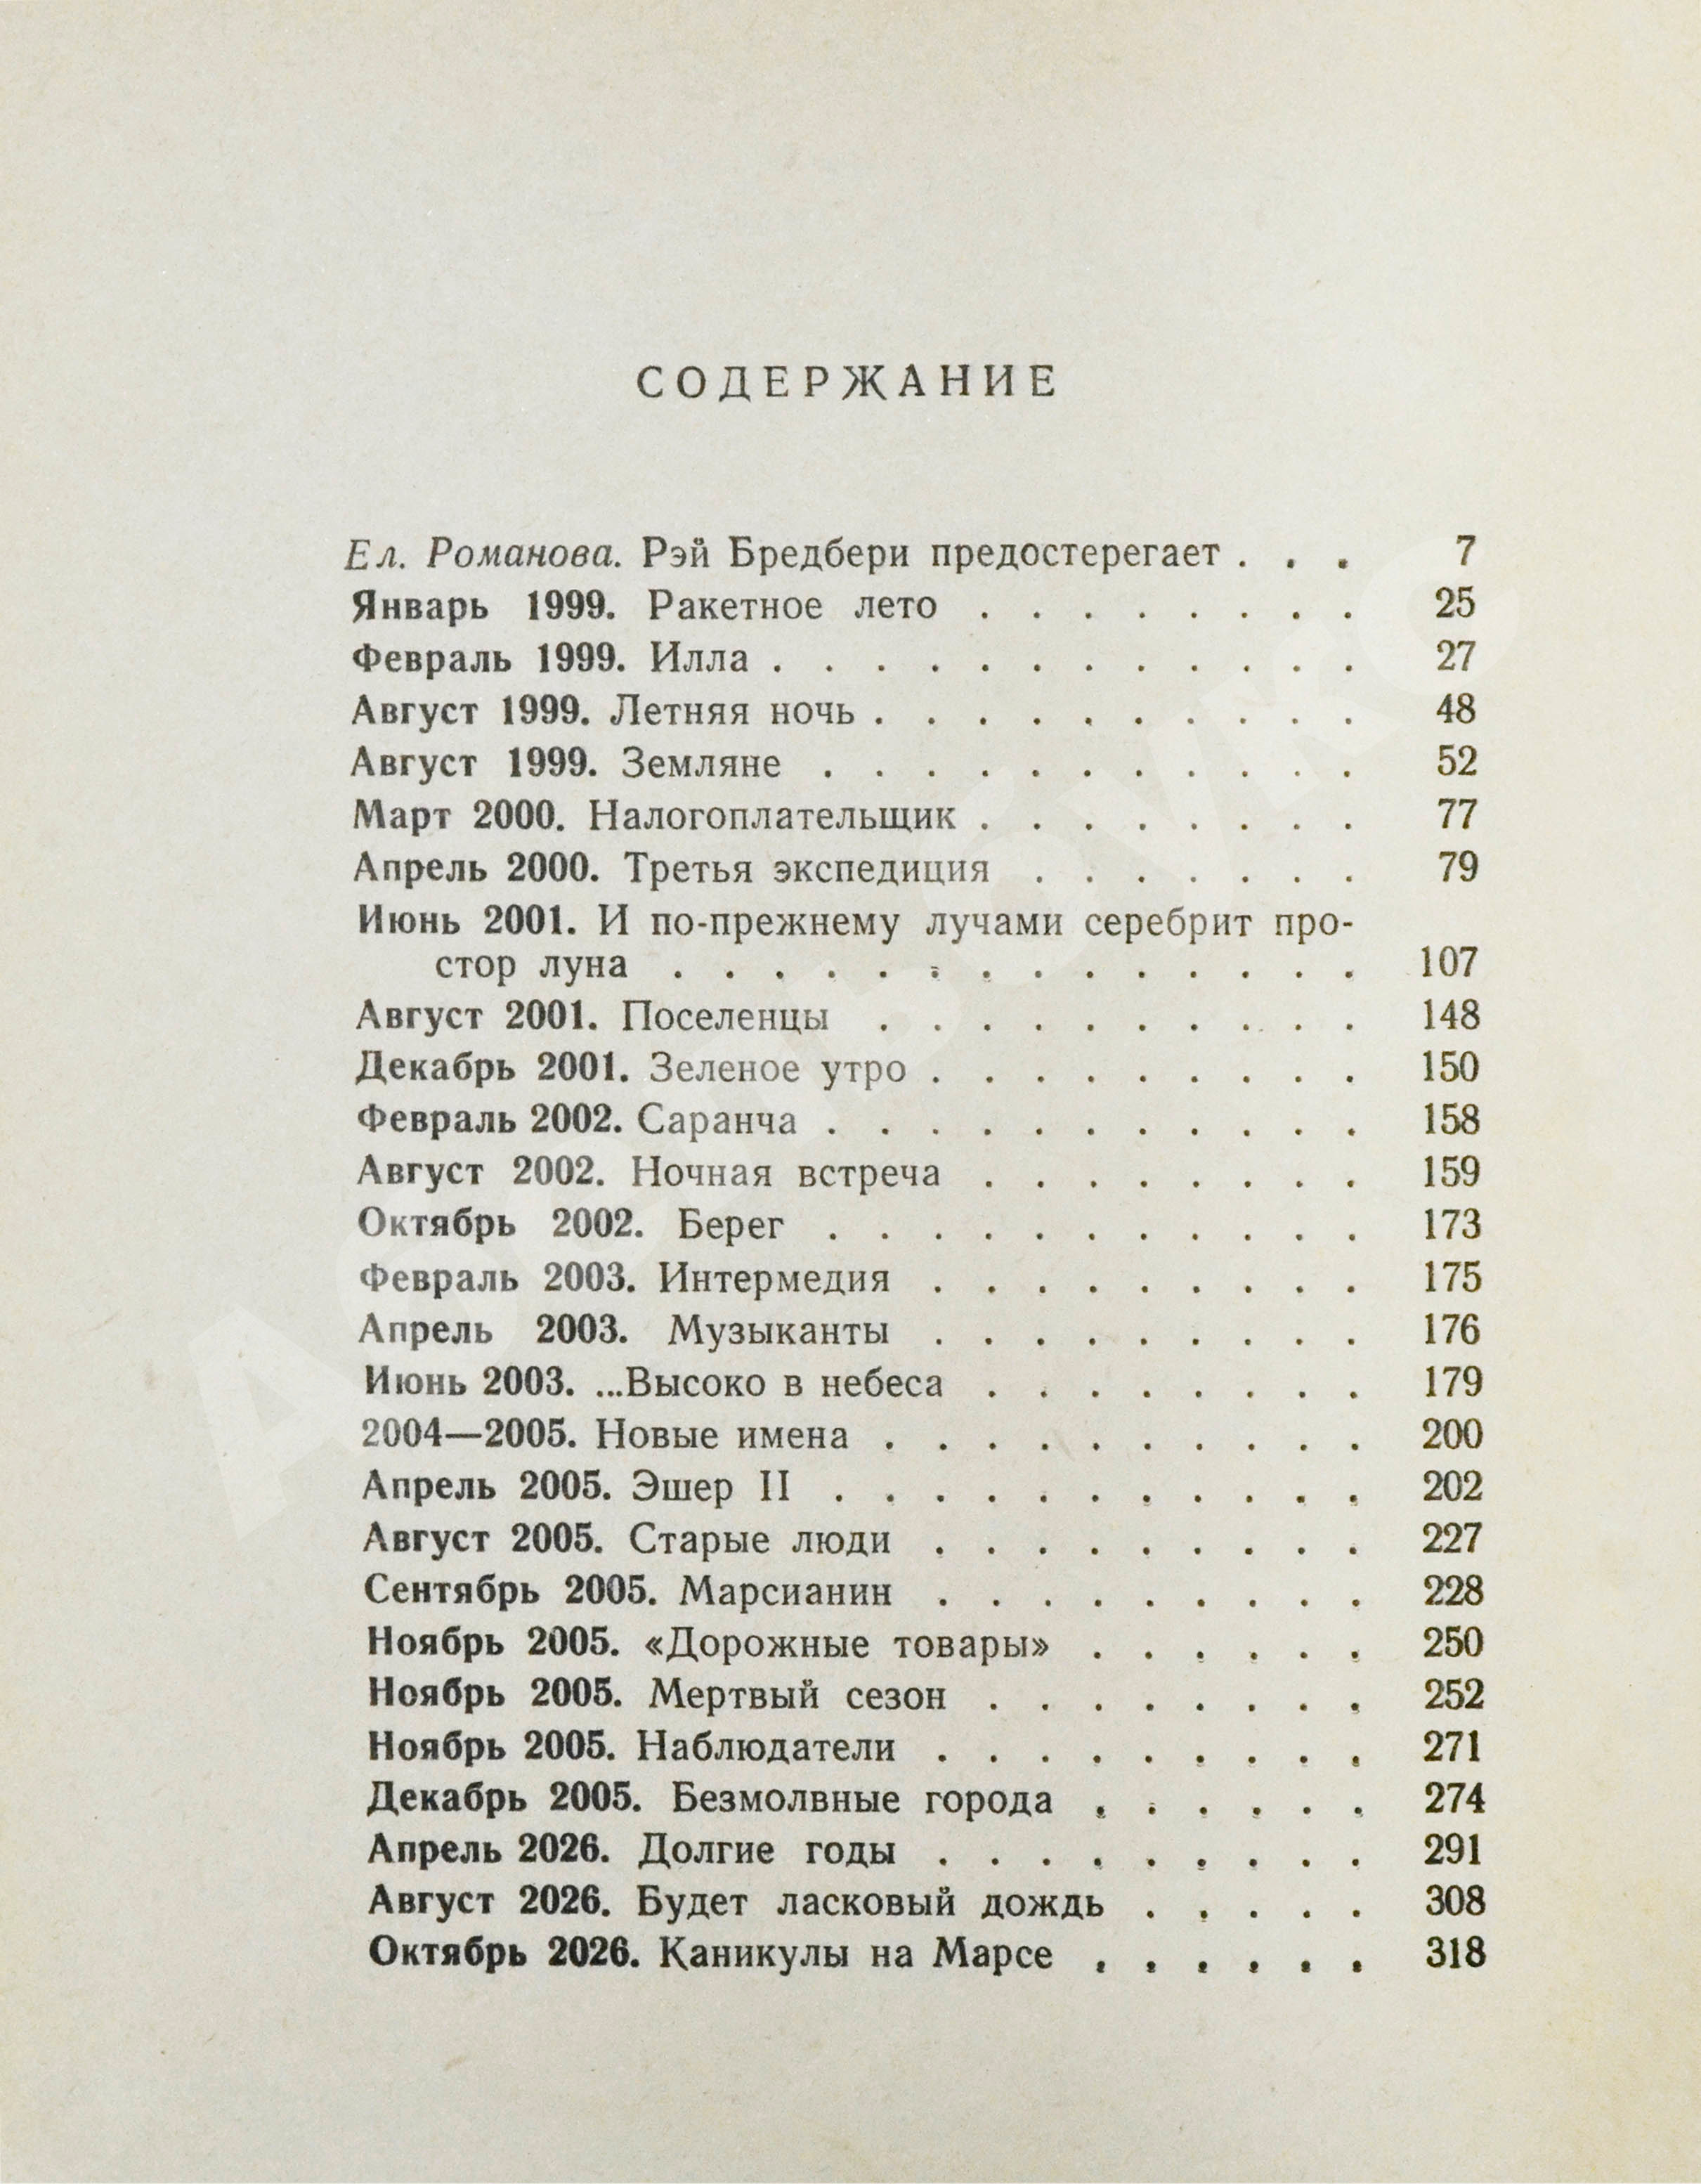 СОДЕРЖАНИЕ
Ел. Романова. Рэй Бредбери предостерегает . . . 7
Январь 1999. Ракетное лето . . . . . . . . 25
Февраль 1999. Илла . . . . . . . . . . . . 27
Август 1999. Летняя ночь . . . . . . . . . . 48
Август 1999. Земляне . . . . . . . . . . . 52
Март 2000. Налогоплательщик . . . . . . . . 77
Апрель 2000. Третья экспедиция . . . . . . . 79
Июнь 2001. И по-прежнему лучами серебрит про-
стор луна . . . . . . . . . . . . . . 107
Август 2001. Поселенцы . . . . . . . . . . 148
Декабрь 2001. Зеленое утро . . . . . . . . . 150
Февраль 2002. Саранча . . . . . . . . . . . 158
Август 2002. Ночная встреча . . . . . . . . 159
Октябрь 2002. Берег . . . . . . . . . . . 173
Февраль 2003. Интермедия . . . . . . . . . 175
Апрель 2003. Музыканты . . . . . . . . . 176
Июнь 2003. ...Высоко в небеса . . . . . . . . 179
2004—2005. Новые имена . . . . . . . . . . 200
Апрель 2005. Эшер II . . . . . . . . . . . 202
Август 2005. Старые люди . . . . . . . . . 227
Сентябрь 2005. Марсианин . . . . . . . . . 228
Ноябрь 2005. «Дорожные товары» . . . . . . 250
Ноябрь 2005. Мертвый сезон . . . . . . . . 252
Ноябрь 2005. Наблюдатели . . . . . . . . . 271
Декабрь 2005. Безмолвные города . . . . . . 274
Апрель 2026. Долгие годы . . . . . . . . . 291
Август 2026. Будет ласковый дождь . . . . . 308
Октябрь 2026. Каникулы на Марсе . . . . . . 318